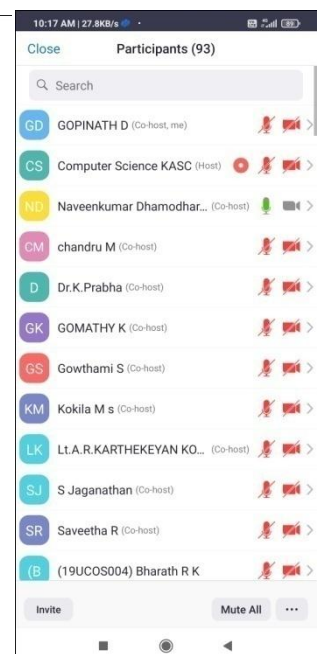 10:17 AM | 27.8KB/s
Close Participants (93)
Search
GD GOPINATH D (Co-host, me)
CS Computer Science KASC (Host)
ND Naveenkumar Dhamodhar... (Co-host)
CM chandru M (Co-host)
D Dr.K.Prabha (Co-host)
GK GOMATHY K (Co-host)
GS Gowthami S (Co-host)
KM Kokila M s (Co-host)
LK Lt.A.R.KARTHEKEYAN KO... (Co-host)
SJ S Jaganathan (Co-host)
SR Saveetha R (Co-host)
(B (19UCOS004) Bharath R K
Invite Mute All ...